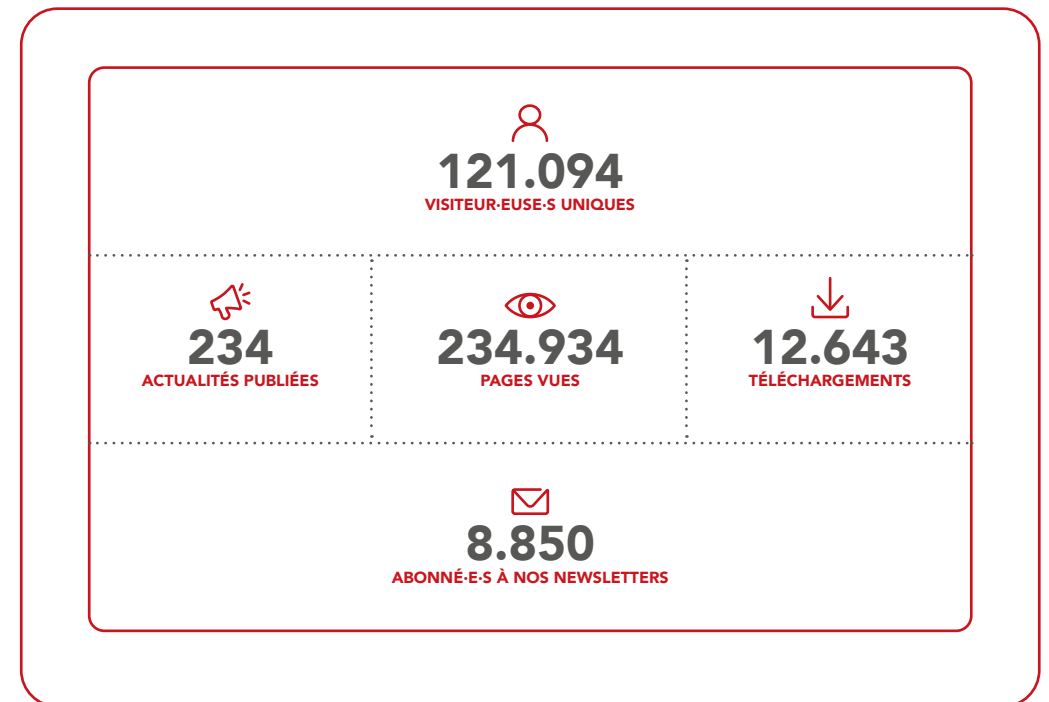 121.094
VISITEUR·EUSE·S UNIQUES
234
ACTUALITÉS PUBLIÉES
234.934
PAGES VUES
12.643
TÉLÉCHARGEMENTS
8.850
ABONNÉ·E·S À NOS NEWSLETTERS